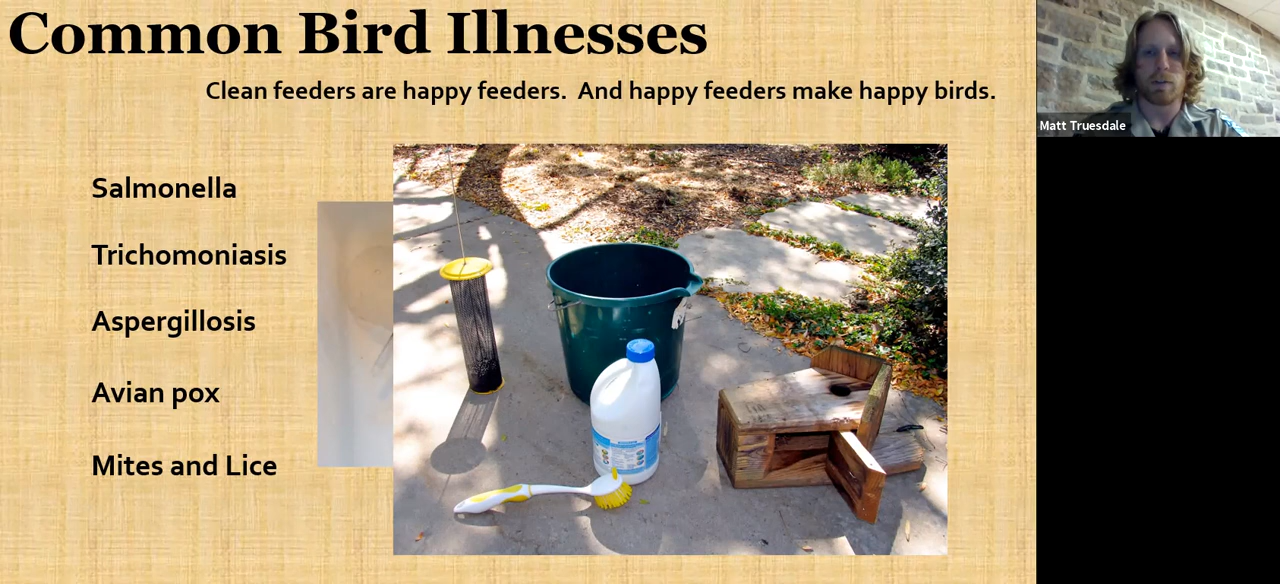 Common Bird Illnesses
Clean feeders are happy feeders. And happy feeders make happy birds.
Salmonella
Trichomoniasis
Aspergillosis
Avian pox
Mites and Lice
Matt Truesdale